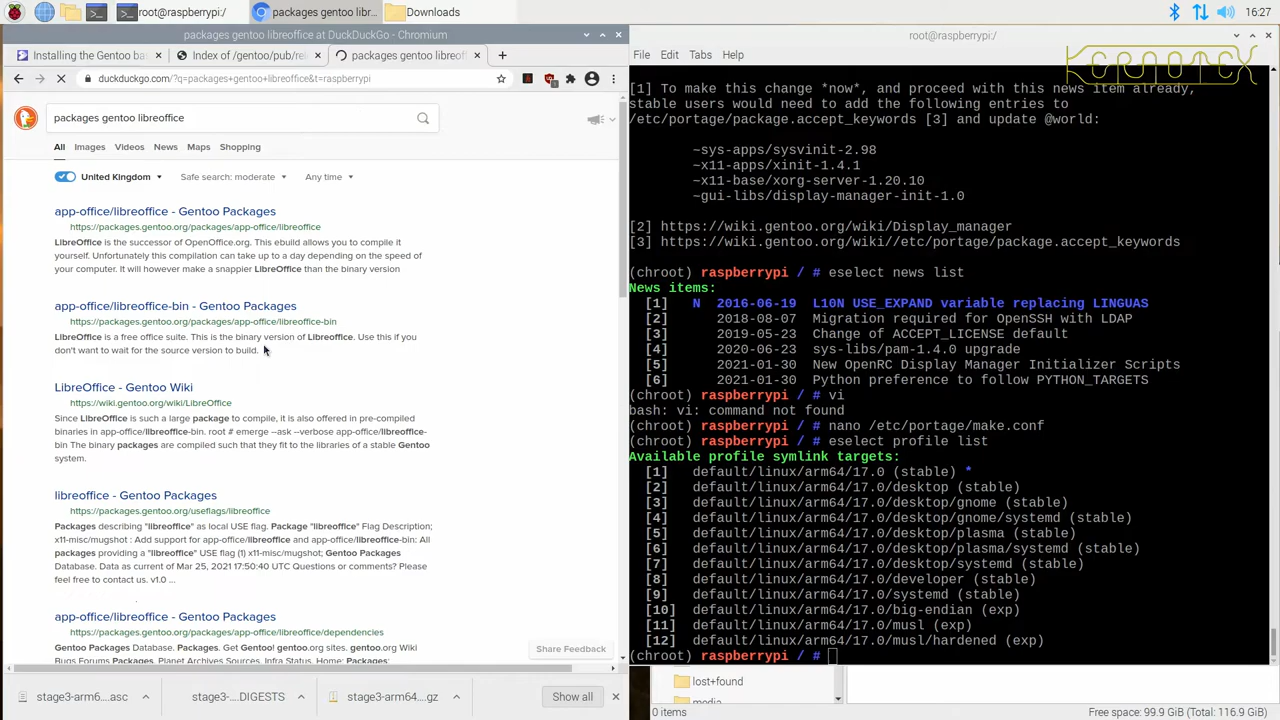 root@raspberrypi:/
packages gentoo libr...
Downloads
16:27
packages gentoo libreoffice at DuckDuckGo - Chromium
Installing the Gentoo ba
Index of /gentoo/pub/rel
packages gentoo libreoff
duckduckgo.com/?q=packages+gentoo+libreoffice&t=raspberrypi
packages gentoo libreoffice
All
Images
Videos
News
Maps
Shopping
United Kingdom
Safe search: moderate
Any time
app-office/libreoffice - Gentoo Packages
https://packages.gentoo.org/packages/app-office/libreoffice
LibreOffice is the successor of OpenOffice.org. This ebuild allows you to compile it
yourself. Unfortunately this compilation can take up to a day depending on the speed of
your computer. It will however make a snappier LibreOffice than the binary version
app-office/libreoffice-bin - Gentoo Packages
https://packages.gentoo.org/packages/app-office/libreoffice-bin
LibreOffice is a free office suite. This is the binary version of Libreoffice. Use this if you
don't want to wait for the source version to build.
LibreOffice - Gentoo Wiki
https://wiki.gentoo.org/wiki/LibreOffice
Since LibreOffice is such a large package to compile, it is also offered in pre-compiled
binaries in app-office/libreoffice-bin. root # emerge --ask --verbose app-office/libreoffice-
bin The binary packages are compiled such that they fit to the libraries of a stable Gentoo
system.
libreoffice - Gentoo Packages
https://packages.gentoo.org/useflags/libreoffice
Packages describing "libreoffice" as local USE flag. Package "libreoffice" Flag Description;
x11-misc/mugshot : Add support for app-office/libreoffice and app-office/libreoffice-bin: All
packages providing a "libreoffice" USE flag (1) x11-misc/mugshot; Gentoo Packages
Database. Data as current of Mar 25, 2021 17:50:40 UTC Questions or comments? Please
feel free to contact us. v1.0 ...
app-office/libreoffice - Gentoo Packages
https://packages.gentoo.org/packages/app-office/libreoffice/dependencies
Gentoo Packages Database. Get Gentoo! gentoo.org sites. gentoo.org Wiki
Bugs Forums Packages. Planet Archives Sources. Infra Status. Home; Packages;
Share Feedback
stage3-arm6....asc
stage3-....DIGESTS
stage3-arm64....gz
Show all
root@raspberrypi:/
File
Edit
Tabs
Help
KERNOTEX
[1] To make this change *now*, and proceed with this news item already,
stable users would need to add the following entries to
/etc/portage/package.accept_keywords [3] and update @world:
~sys-apps/sysvinit-2.98
~x11-apps/xinit-1.4.1
~x11-base/xorg-server-1.20.10
~gui-libs/display-manager-init-1.0
[2] https://wiki.gentoo.org/wiki/Display_manager
[3] https://wiki.gentoo.org/wiki//etc/portage/package.accept_keywords
(chroot) raspberrypi / # eselect news list
News items:
[1] N 2016-06-19 L10N USE_EXPAND variable replacing LINGUAS
[2] 2018-08-07 Migration required for OpenSSH with LDAP
[3] 2019-05-23 Change of ACCEPT_LICENSE default
[4] 2020-06-23 sys-libs/pam-1.4.0 upgrade
[5] 2021-01-30 New OpenRC Display Manager Initializer Scripts
[6] 2021-01-30 Python preference to follow PYTHON_TARGETS
(chroot) raspberrypi / # vi
bash: vi: command not found
(chroot) raspberrypi / # nano /etc/portage/make.conf
(chroot) raspberrypi / # eselect profile list
Available profile symlink targets:
[1] default/linux/arm64/17.0 (stable) *
[2] default/linux/arm64/17.0/desktop (stable)
[3] default/linux/arm64/17.0/desktop/gnome (stable)
[4] default/linux/arm64/17.0/desktop/gnome/systemd (stable)
[5] default/linux/arm64/17.0/desktop/plasma (stable)
[6] default/linux/arm64/17.0/desktop/plasma/systemd (stable)
[7] default/linux/arm64/17.0/desktop/systemd (stable)
[8] default/linux/arm64/17.0/developer (stable)
[9] default/linux/arm64/17.0/systemd (stable)
[10] default/linux/arm64/17.0/big-endian (exp)
[11] default/linux/arm64/17.0/musl (exp)
[12] default/linux/arm64/17.0/musl/hardened (exp)
(chroot) raspberrypi / #
lost+found
media
0 items
Free space: 99.9 GiB (Total: 116.9 GiB)